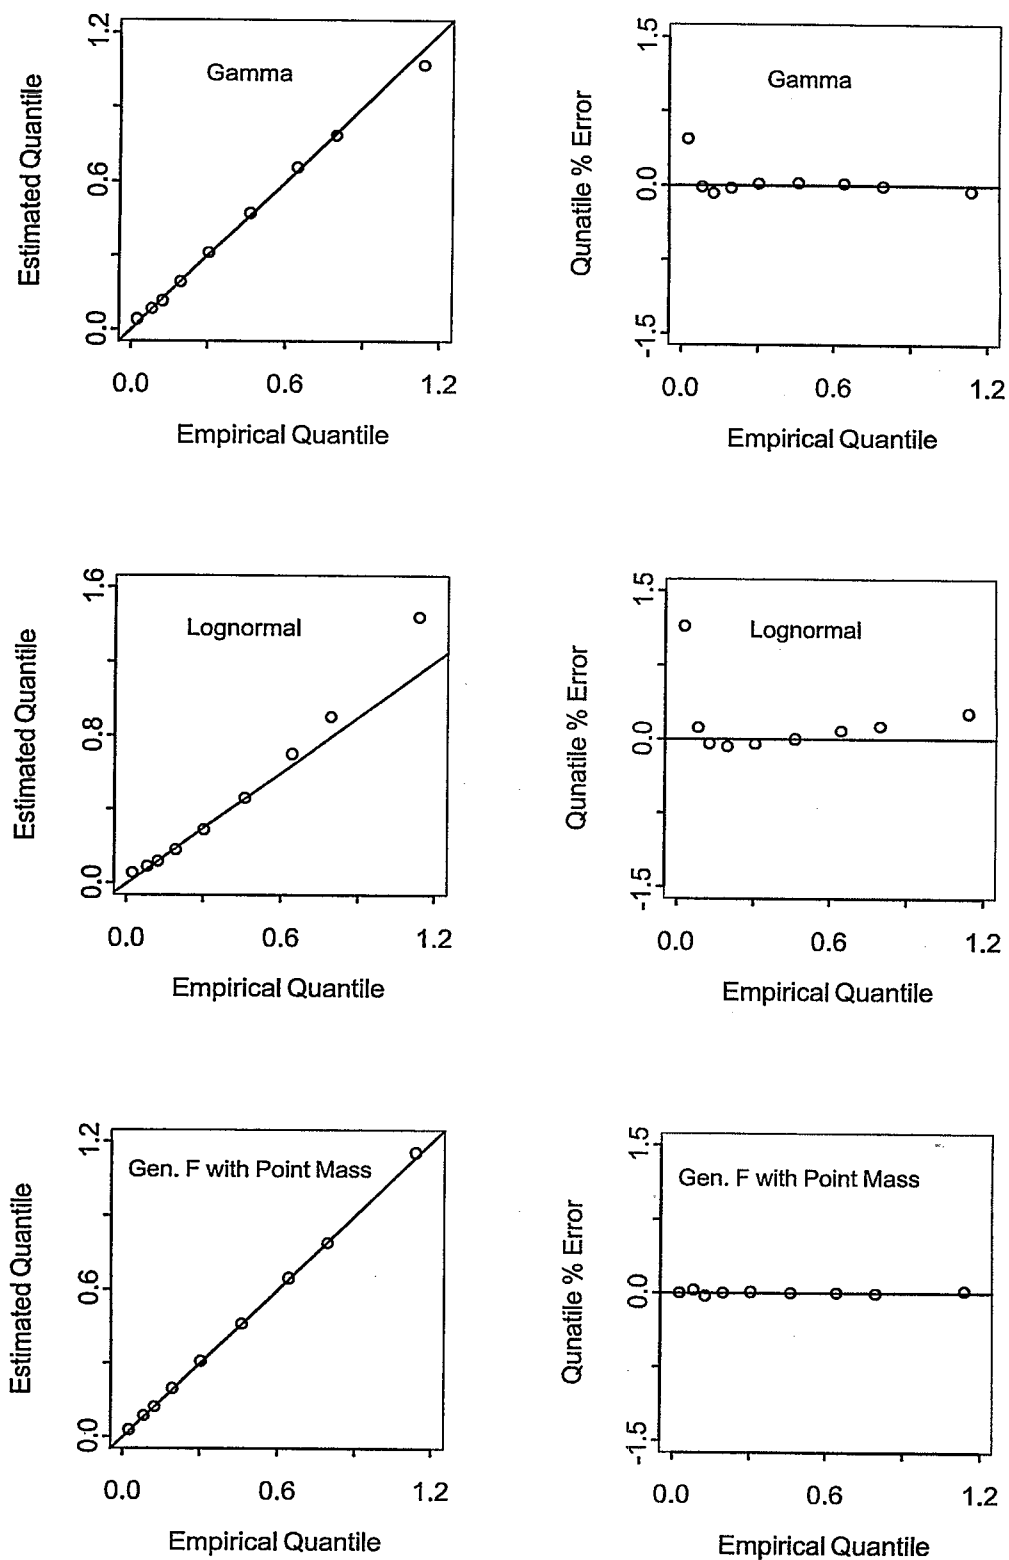 Estimated Quantile
1.2
0.6
0.0
Gamma
0.0 0.6 1.2
Empirical Quantile
Qunatile % Error
1.5
0.0
-1.5
Gamma
0.0 0.6 1.2
Empirical Quantile
Estimated Quantile
1.6
0.8
0.0
Lognormal
0.0 0.6 1.2
Empirical Quantile
Qunatile % Error
1.5
0.0
-1.5
Lognormal
0.0 0.6 1.2
Empirical Quantile
Estimated Quantile
1.2
0.6
0.0
Gen. F with Point Mass
0.0 0.6 1.2
Empirical Quantile
Qunatile % Error
1.5
0.0
-1.5
Gen. F with Point Mass
0.0 0.6 1.2
Empirical Quantile